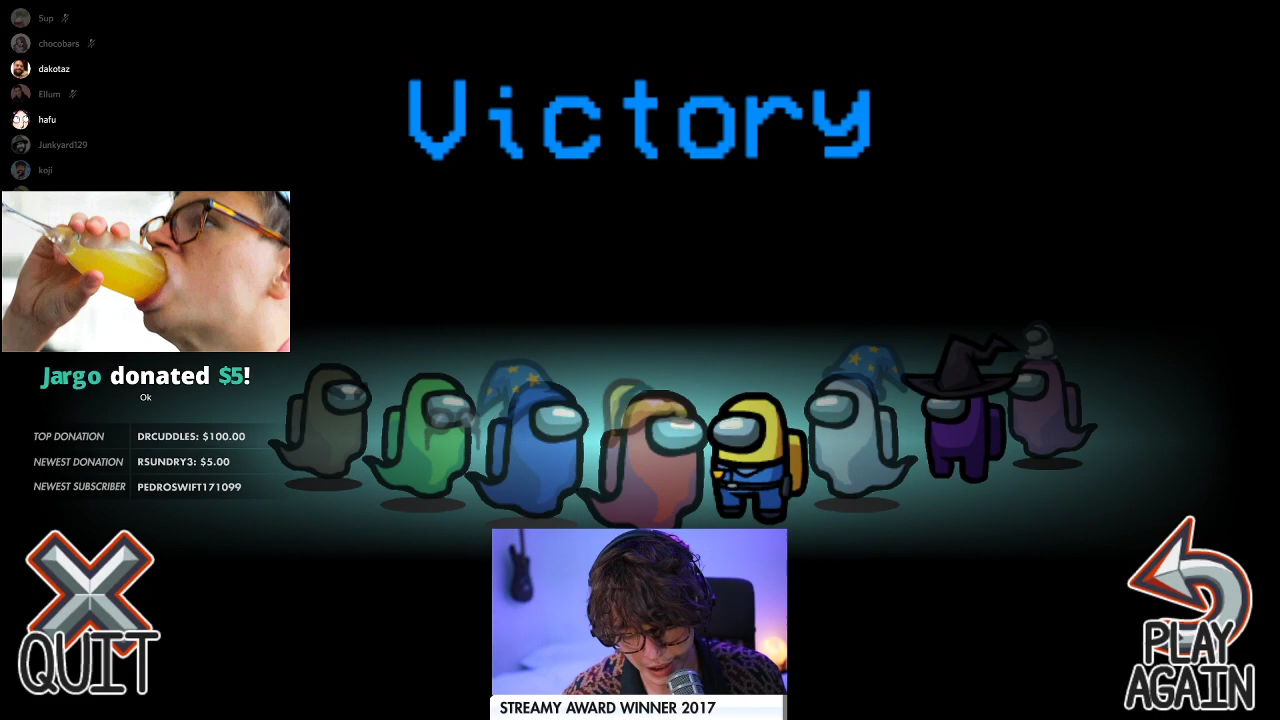 5up
chocobars
dakotaz
Ellum
hafu
Junkyard129
koji
Victory
Jargo donated $5!
Ok
TOP DONATION DRCUDDLES: $100.00
NEWEST DONATION RSUNDRY3: $5.00
NEWEST SUBSCRIBER PEDROSWIFT171099
QUIT
PLAY
AGAIN
STREAMY AWARD WINNER 2017